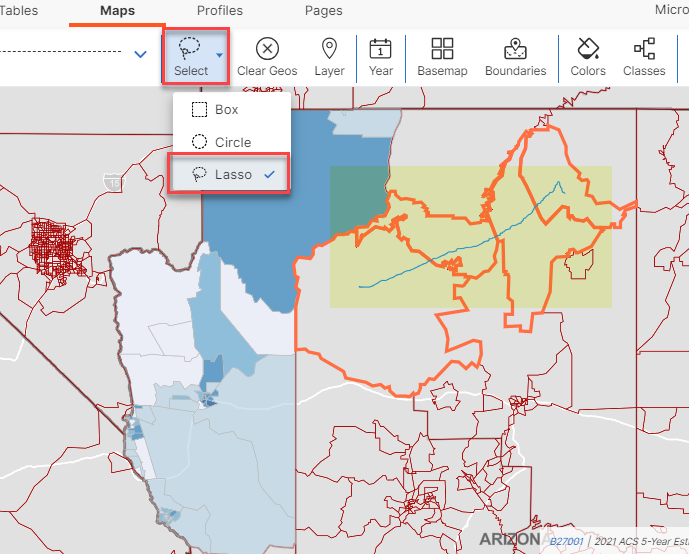 Tables Maps Profiles Pages Micro
Select Clear Geos Layer Year Basemap Boundaries Colors Classes
1
Box
Circle
Lasso
15
ARIZON B27001 | 2021 ACS 5-Year Est